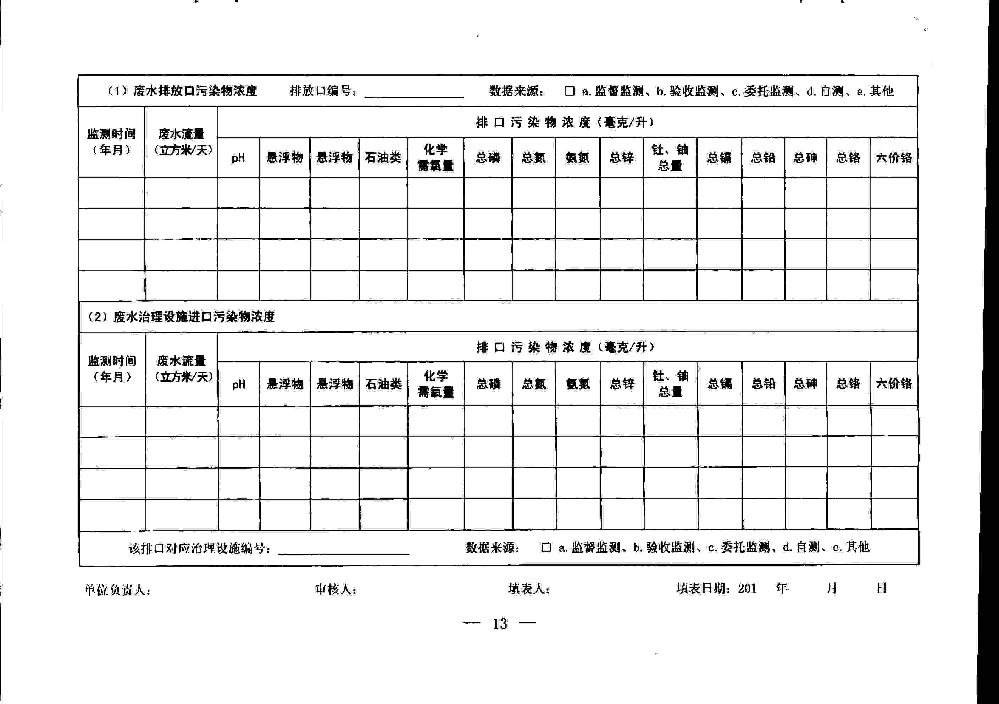 (1) 废水排放口污染物浓度 排放口编号： 数据来源： □ a.监督监测、b.验收监测、c.委托监测、d.自测、e.其他
监测时间
（年月）
废水流量
（立方米/天）
排口污染物浓度（毫克/升）
pH 悬浮物 悬浮物 石油类 化学需氧量 总磷 总氮 氨氮 总锌 钍、铀总量 总镉 总铅 总砷 总铬 六价铬
(2) 废水治理设施进口污染物浓度
监测时间
（年月）
废水流量
（立方米/天）
排口污染物浓度（毫克/升）
pH 悬浮物 悬浮物 石油类 化学需氧量 总磷 总氮 氨氮 总锌 钍、铀总量 总镉 总铅 总砷 总铬 六价铬
该排口对应治理设施编号： 数据来源： □ a.监督监测、b.验收监测、c.委托监测、d.自测、e.其他
单位负责人： 审核人： 填表人： 填表日期：201 年 月 日
— 13 —